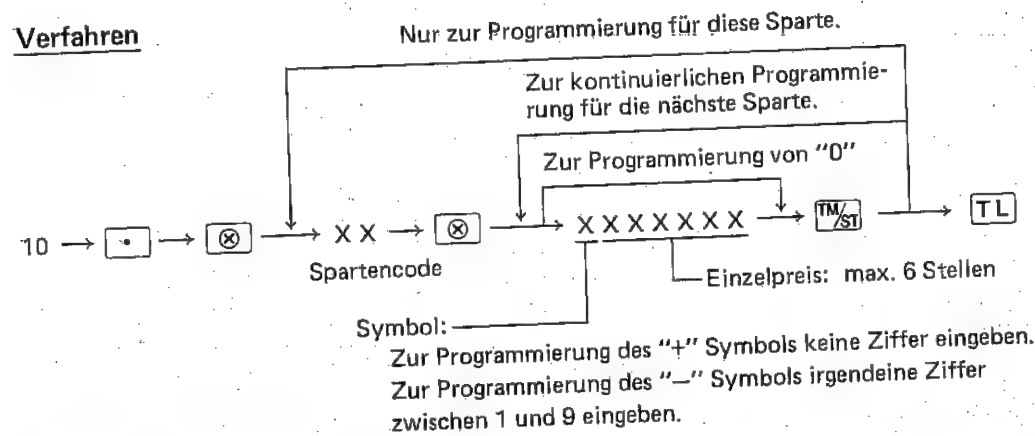 Verfahren
Nur zur Programmierung für diese Sparte.
Zur kontinuierlichen Programmie-
rung für die nächste Sparte.
Zur Programmierung von "0"
10 → [•] → [⊗] → X X → [⊗] → X X X X X X X → [TM/ST] → [TL]
Spartencode
Einzelpreis: max. 6 Stellen
Symbol:
Zur Programmierung des "+" Symbols keine Ziffer eingeben.
Zur Programmierung des "−" Symbols irgendeine Ziffer
zwischen 1 und 9 eingeben.